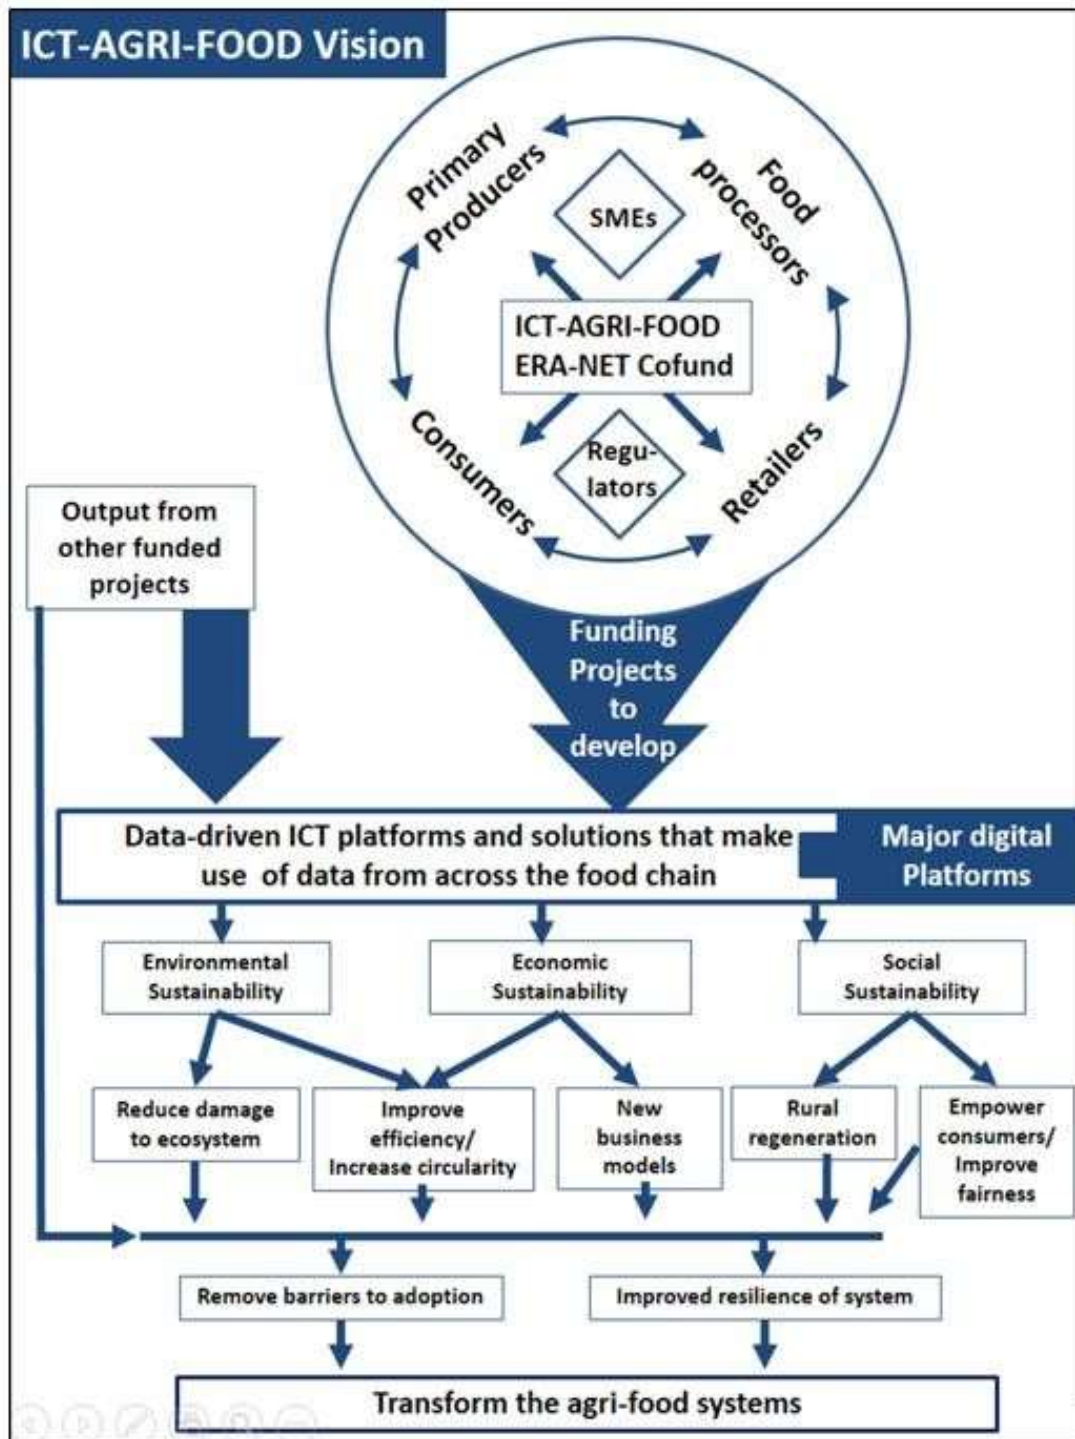 ICT-AGRI-FOOD Vision
Primary
Producers
Food
processors
SMEs
ICT-AGRI-FOOD
ERA-NET Cofund
Consumers
Regu-
lators
Retailers
Output from
other funded
projects
Funding
Projects
to
develop
Data-driven ICT platforms and solutions that make
use of data from across the food chain
Major digital
Platforms
Environmental
Sustainability
Economic
Sustainability
Social
Sustainability
Reduce damage
to ecosystem
Improve
efficiency/
Increase circularity
New
business
models
Rural
regeneration
Empower
consumers/
Improve
fairness
Remove barriers to adoption
Improved resilience of system
Transform the agri-food systems